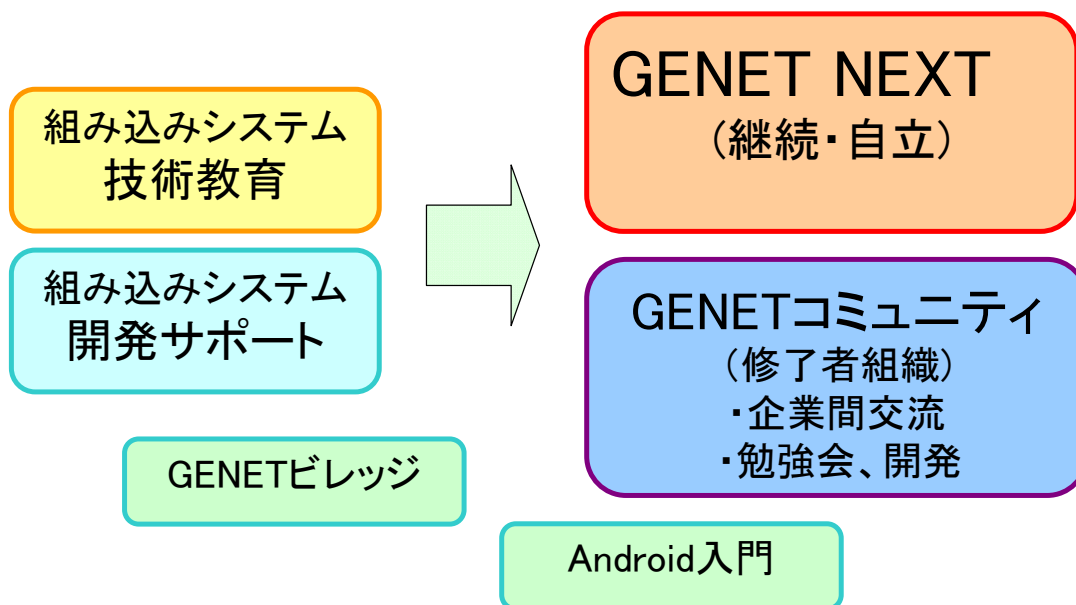 組み込みシステム
技術教育
組み込みシステム
開発サポート
GENETビレッジ
GENET NEXT
(継続・自立)
GENETコミュニティ
(修了者組織)
・企業間交流
・勉強会、開発
Android入門